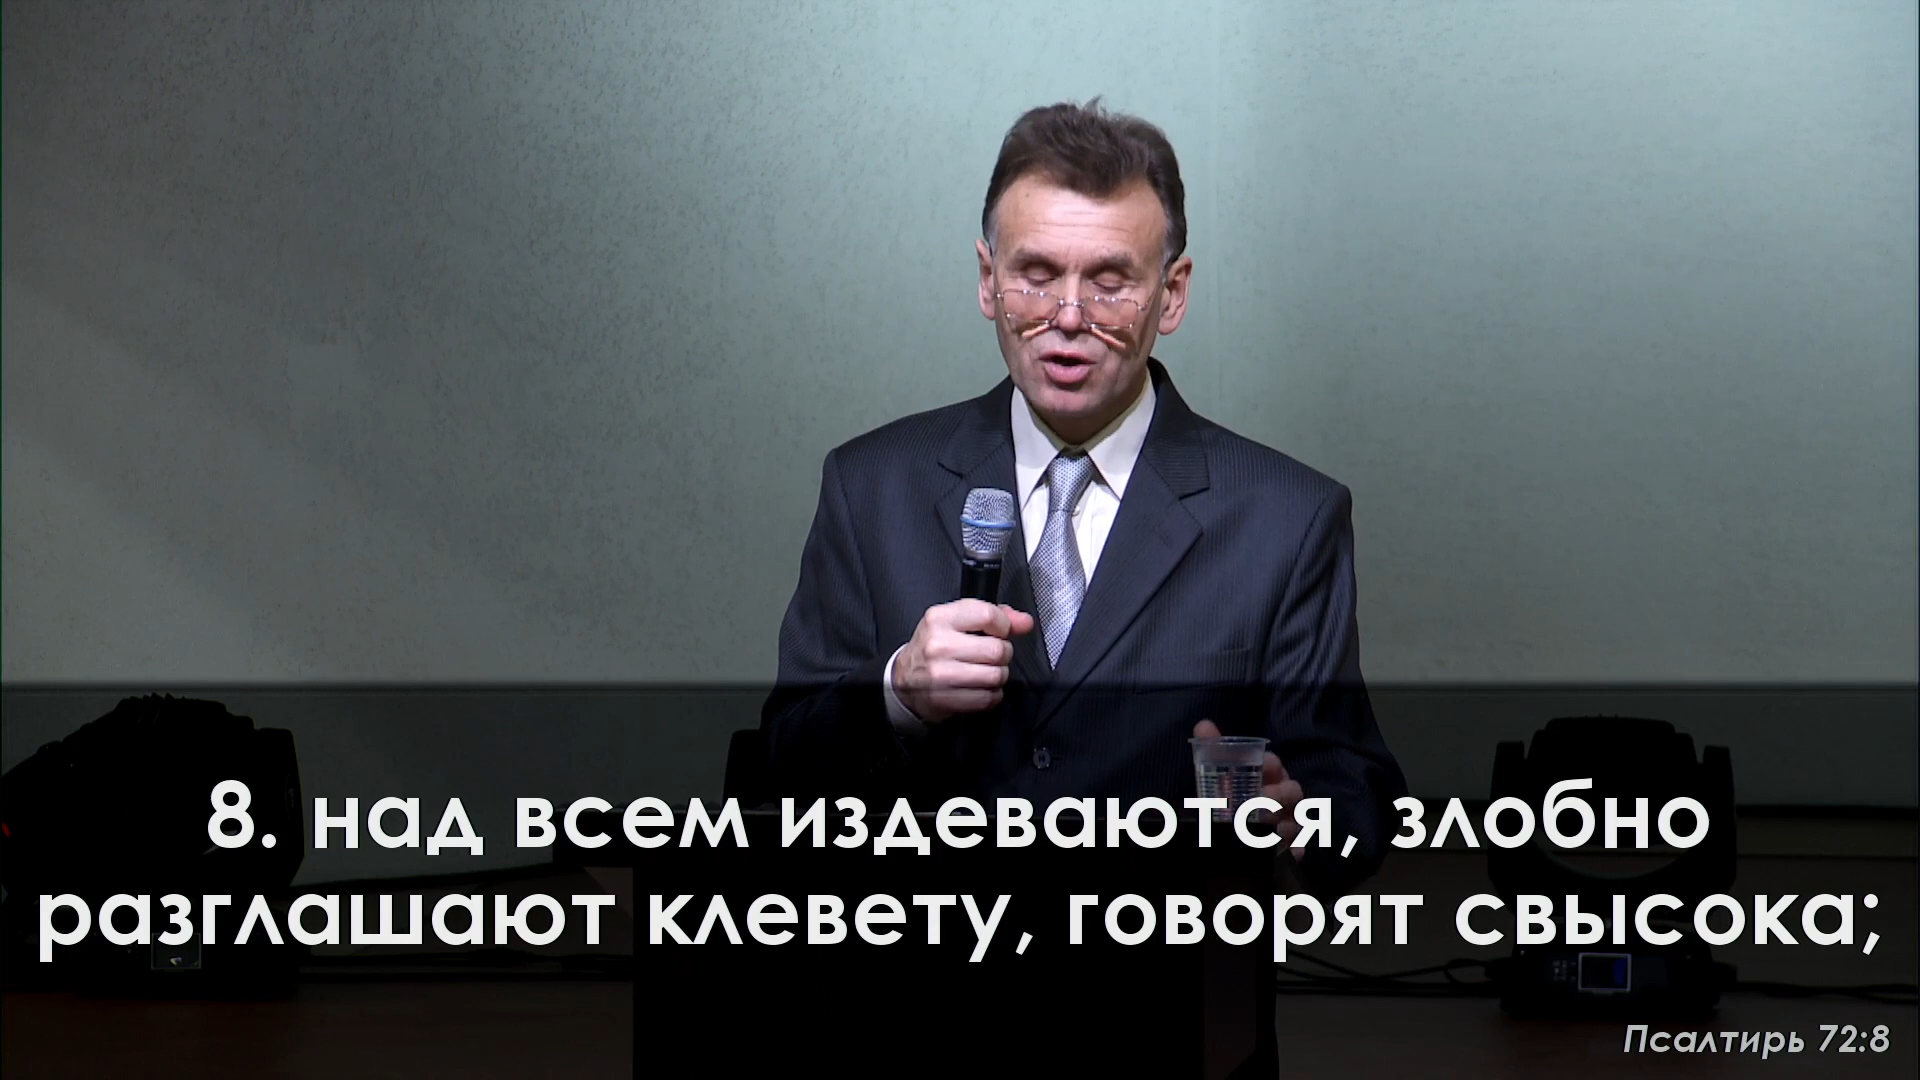 8. над всем издеваются, злобно
разглашают клевету, говорят свысока;
Псалтирь 72:8